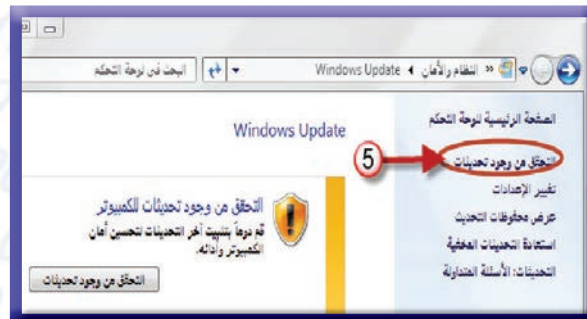 النظام والأمان ◂ Windows Update
البحث في لوحة التحكم
الصفحة الرئيسية للوحة التحكم
التحقق من وجود تحديثات
تغيير الإعدادات
عرض محفوظات التحديث
استعادة التحديثات المخفية
التحديثات: الأسئلة المتداولة
5
Windows Update
التحقق من وجود تحديثات للكمبيوتر
قم دوماً بتثبيت آخر التحديثات لتحسين أمان
الكمبيوتر وأدائه.
التحقق من وجود تحديثات